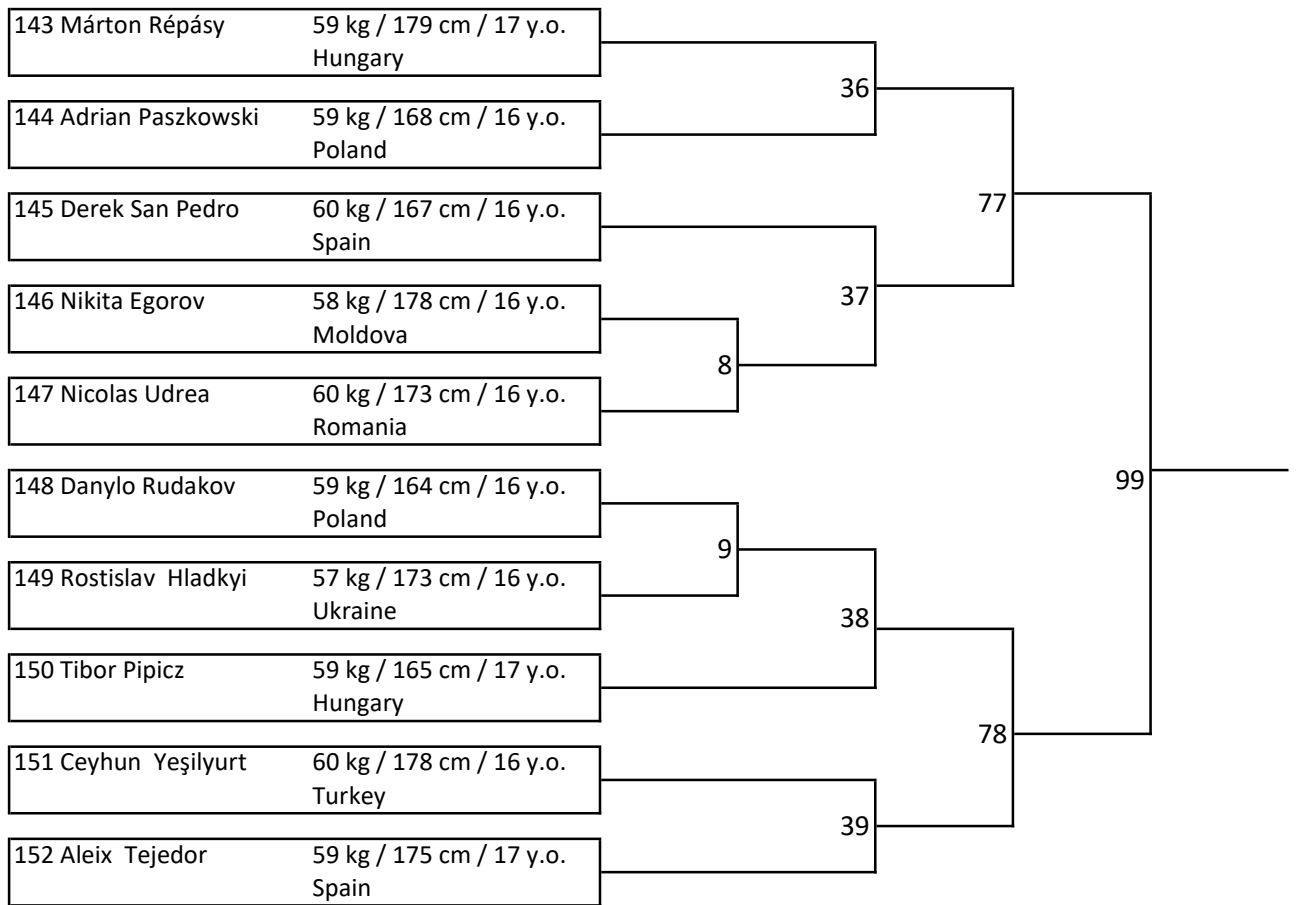 143 Márton Répásy 59 kg / 179 cm / 17 y.o.
Hungary
36
144 Adrian Paszkowski 59 kg / 168 cm / 16 y.o.
Poland
145 Derek San Pedro 60 kg / 167 cm / 16 y.o.
Spain
77
146 Nikita Egorov 58 kg / 178 cm / 16 y.o.
Moldova
37
8
147 Nicolas Udrea 60 kg / 173 cm / 16 y.o.
Romania
148 Danylo Rudakov 59 kg / 164 cm / 16 y.o.
Poland
99
9
149 Rostislav Hladkyi 57 kg / 173 cm / 16 y.o.
Ukraine
38
150 Tibor Pipicz 59 kg / 165 cm / 17 y.o.
Hungary
78
151 Ceyhun Yeşilyurt 60 kg / 178 cm / 16 y.o.
Turkey
39
152 Aleix Tejedor 59 kg / 175 cm / 17 y.o.
Spain